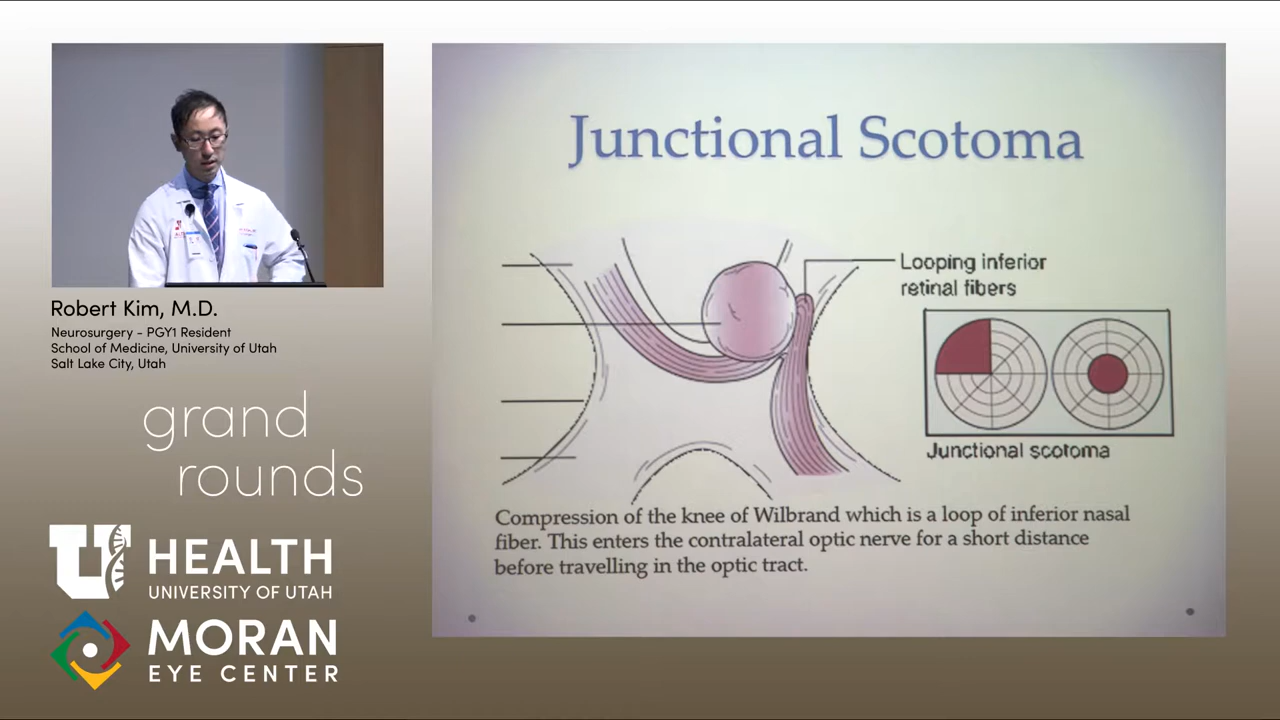 Junctional Scotoma
Looping inferior
retinal fibers
Junctional scotoma
Compression of the knee of Wilbrand which is a loop of inferior nasal
fiber. This enters the contralateral optic nerve for a short distance
before travelling in the optic tract.
Robert Kim, M.D.
Neurosurgery - PGY1 Resident
School of Medicine, University of Utah
Salt Lake City, Utah
grand
rounds
U HEALTH
UNIVERSITY OF UTAH
MORAN
EYE CENTER